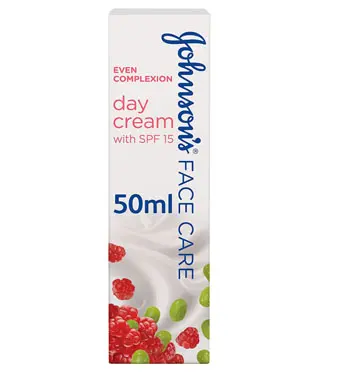 EVEN
COMPLEXION
day
cream
with SPF 15
50ml
Johnson's® FACE CARE